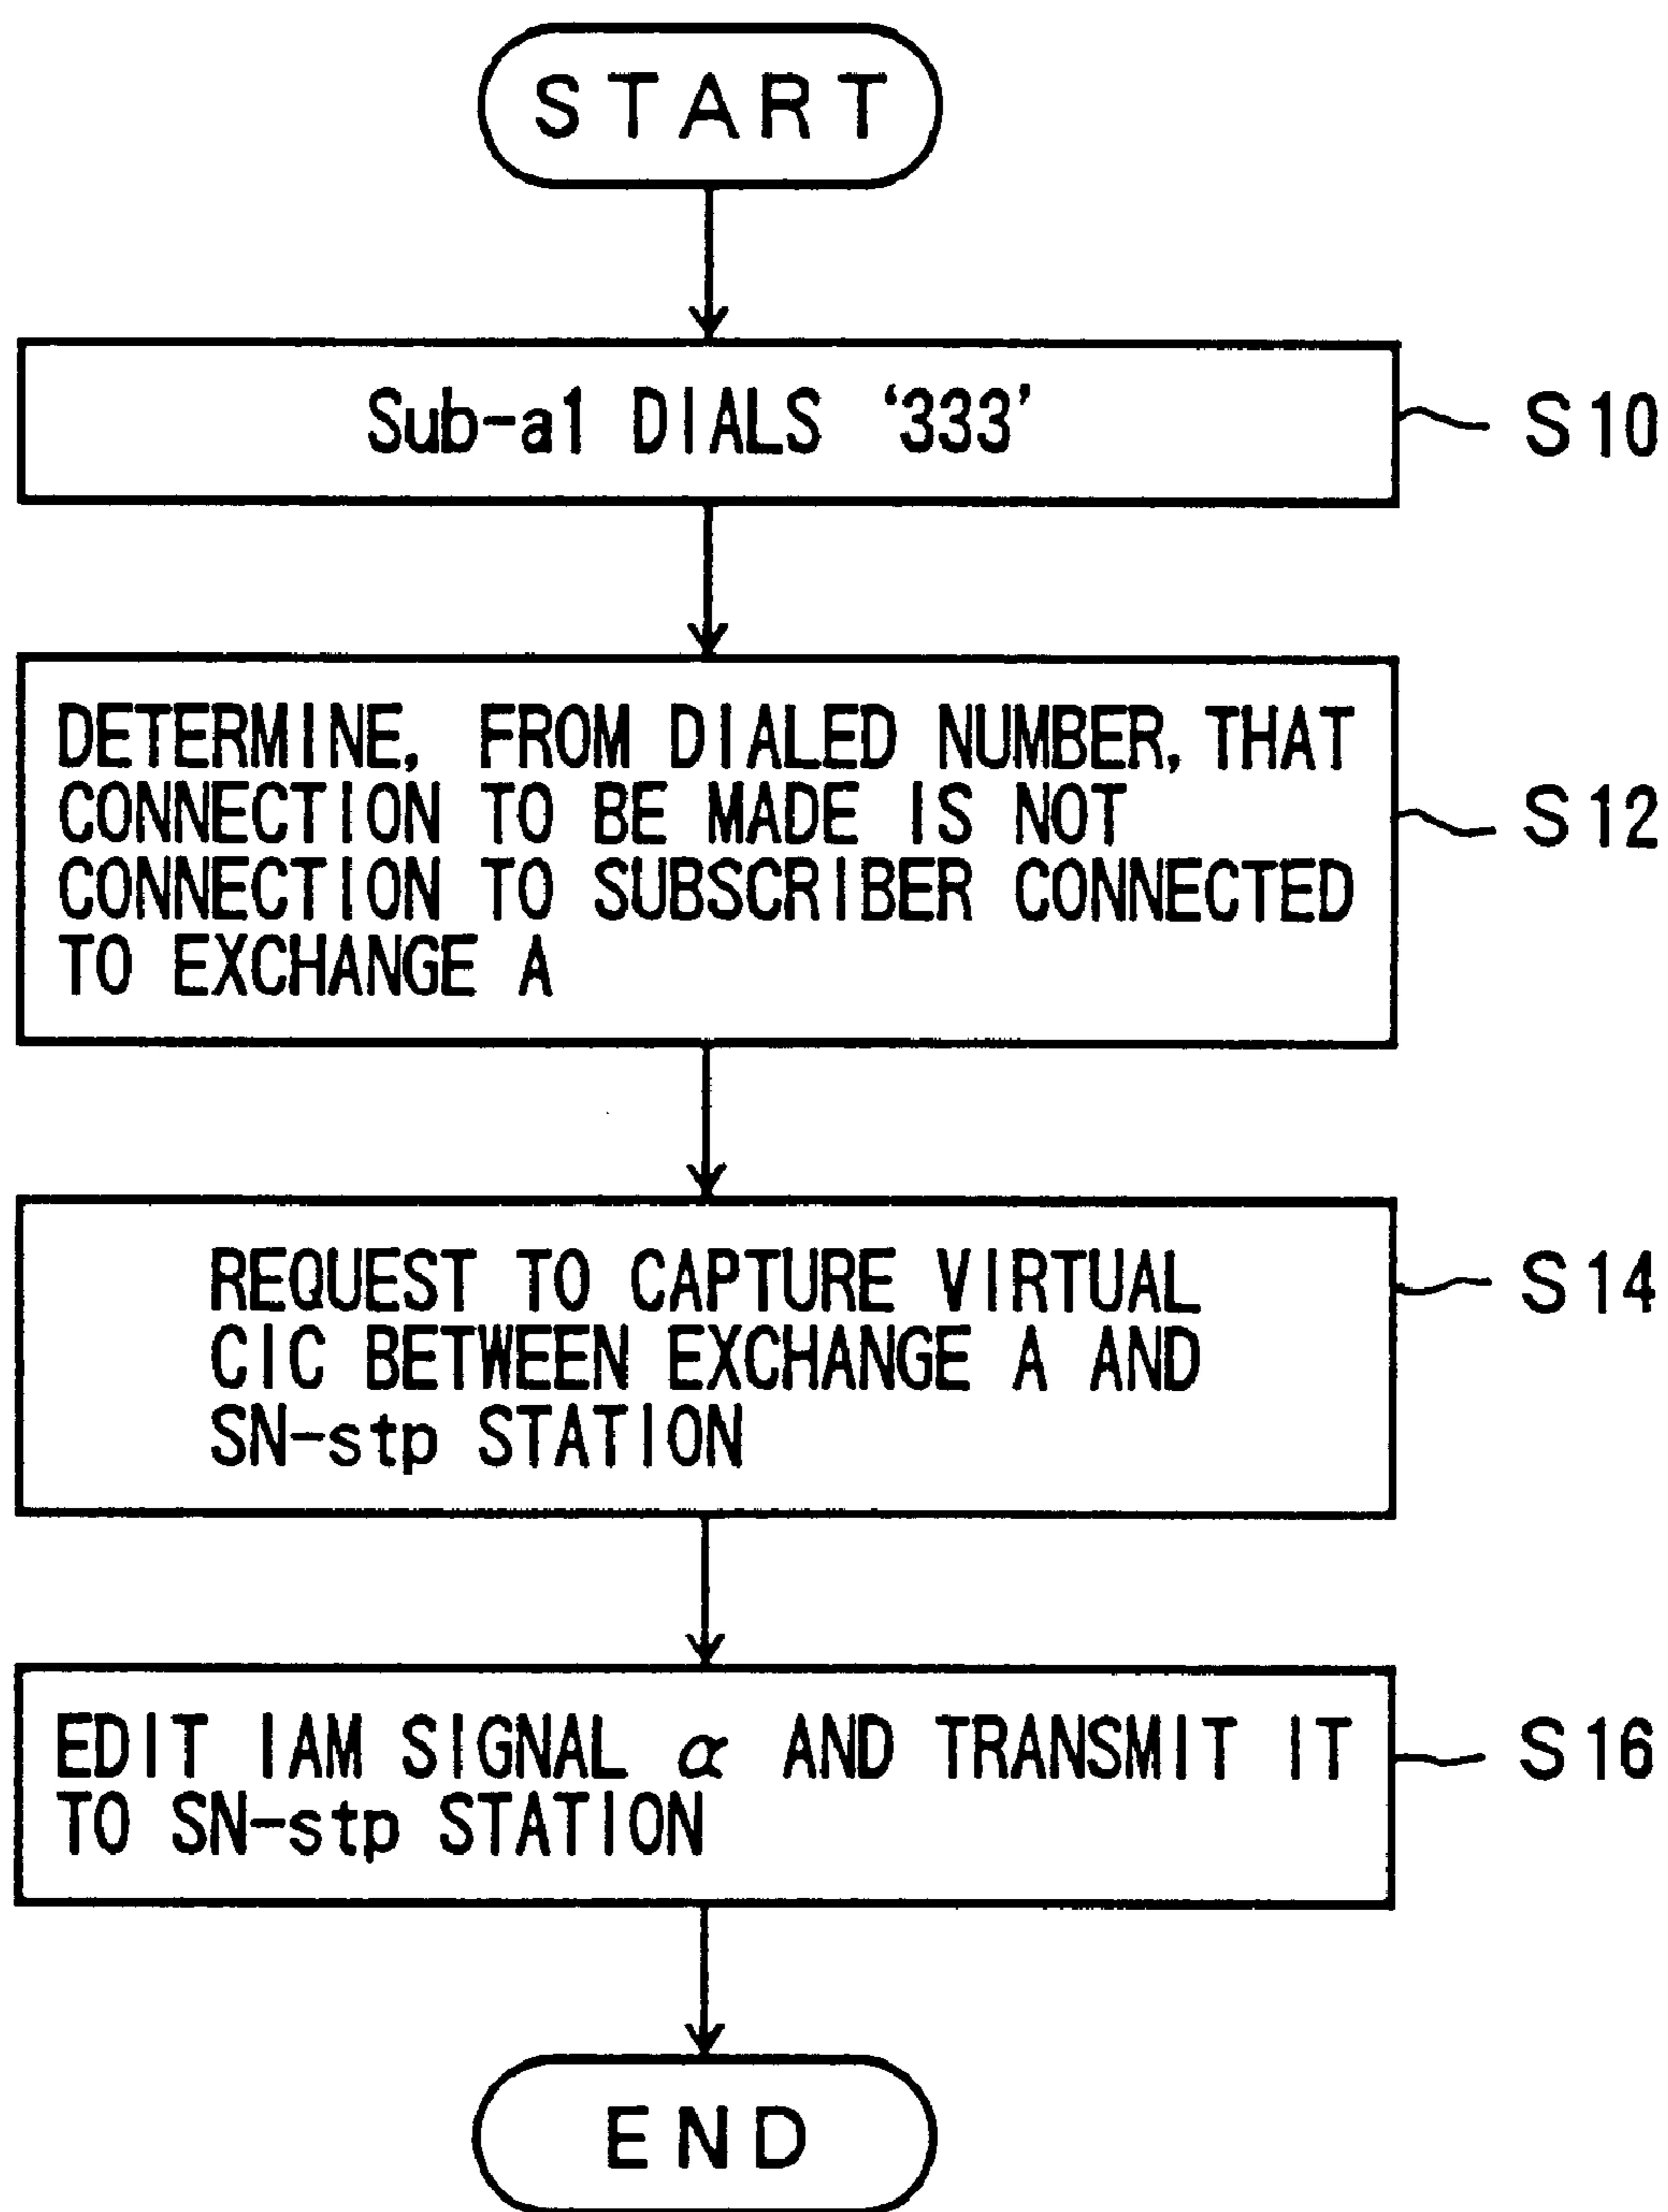 START
Sub-a1 DIALS ‘333’
S10
DETERMINE, FROM DIALED NUMBER, THAT
CONNECTION TO BE MADE IS NOT
CONNECTION TO SUBSCRIBER CONNECTED
TO EXCHANGE A
S12
REQUEST TO CAPTURE VIRTUAL
CIC BETWEEN EXCHANGE A AND
SN-stp STATION
S14
EDIT IAM SIGNAL α AND TRANSMIT IT
TO SN-stp STATION
S16
END